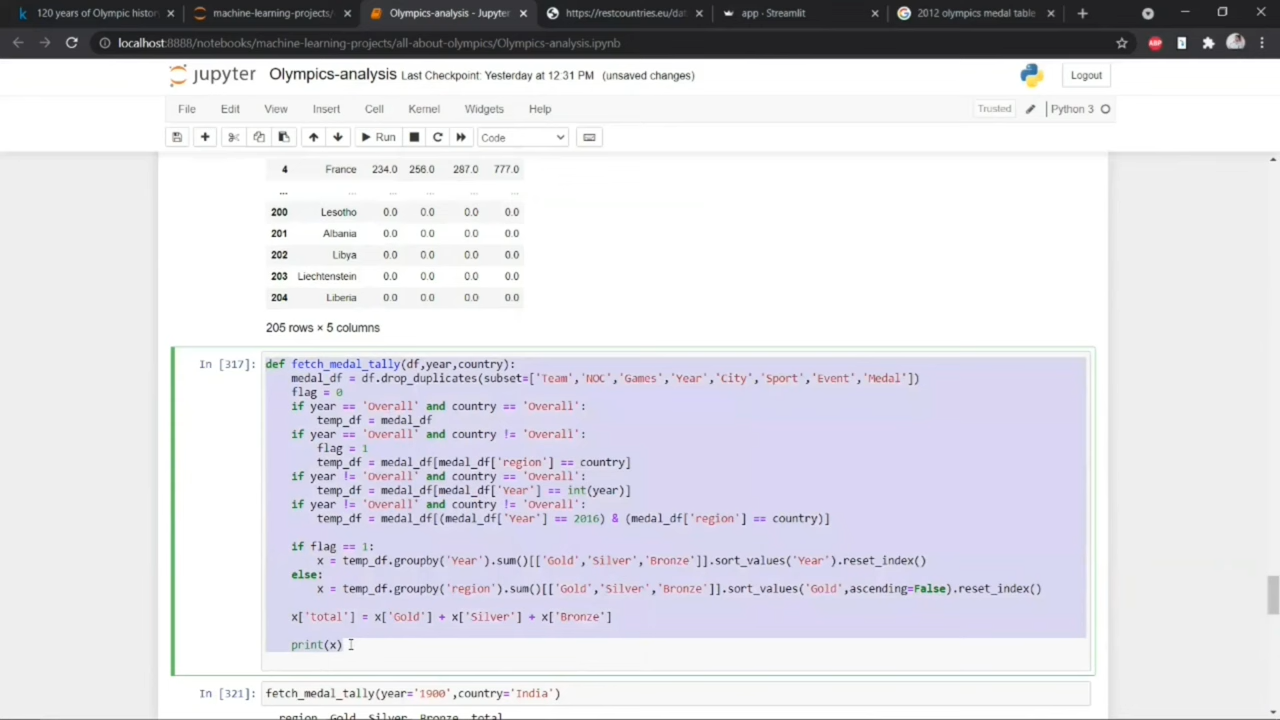 120 years of Olympic histor
machine-learning-projects/
Olympics-analysis - Jupyter
https://restcountries.eu/dat
app · Streamlit
2012 olympics medal table
localhost:8888/notebooks/machine-learning-projects/all-about-olympics/Olympics-analysis.ipynb
ABP
jupyter Olympics-analysis Last Checkpoint: Yesterday at 12:31 PM (unsaved changes)
Logout
File Edit View Insert Cell Kernel Widgets Help
Trusted
Python 3
Run
Code
4 France 234.0 256.0 287.0 777.0
... ... ... ... ... ...
200 Lesotho 0.0 0.0 0.0 0.0
201 Albania 0.0 0.0 0.0 0.0
202 Libya 0.0 0.0 0.0 0.0
203 Liechtenstein 0.0 0.0 0.0 0.0
204 Liberia 0.0 0.0 0.0 0.0
205 rows × 5 columns
In [317]: def fetch_medal_tally(df,year,country):
medal_df = df.drop_duplicates(subset=['Team','NOC','Games','Year','City','Sport','Event','Medal'])
flag = 0
if year == 'Overall' and country == 'Overall':
temp_df = medal_df
if year == 'Overall' and country != 'Overall':
flag = 1
temp_df = medal_df[medal_df['region'] == country]
if year != 'Overall' and country == 'Overall':
temp_df = medal_df[medal_df['Year'] == int(year)]
if year != 'Overall' and country != 'Overall':
temp_df = medal_df[(medal_df['Year'] == 2016) & (medal_df['region'] == country)]
if flag == 1:
x = temp_df.groupby('Year').sum()[['Gold','Silver','Bronze']].sort_values('Year').reset_index()
else:
x = temp_df.groupby('region').sum()[['Gold','Silver','Bronze']].sort_values('Gold',ascending=False).reset_index()
x['total'] = x['Gold'] + x['Silver'] + x['Bronze']
print(x)
In [321]: fetch_medal_tally(year='1900',country='India')
region Gold Silver Bronze total